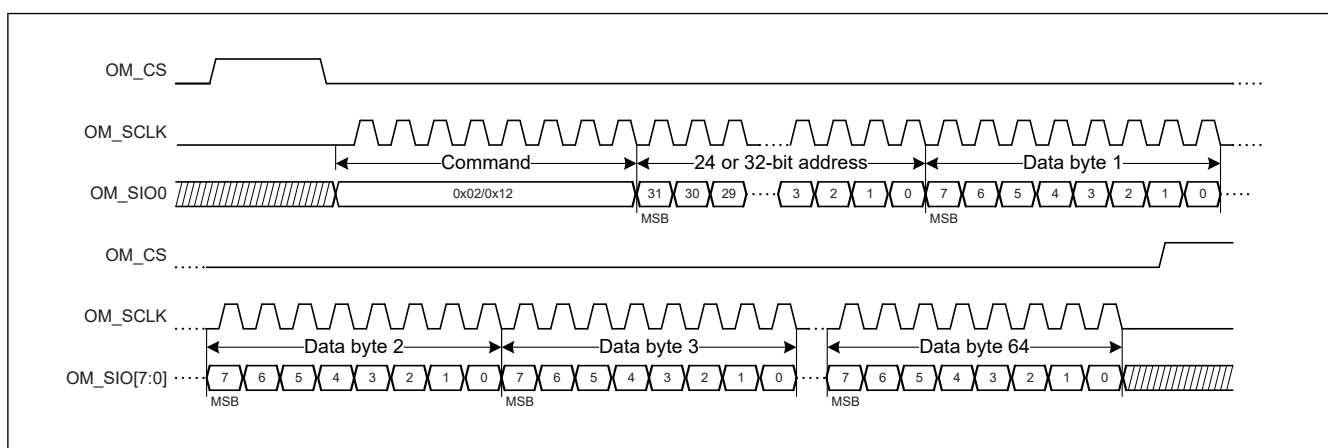 OM_CS
OM_SCLK
Command 24 or 32-bit address Data byte 1
OM_SIO0 0x02/0x12 31 30 29 3 2 1 0 7 6 5 4 3 2 1 0
MSB MSB
OM_CS
OM_SCLK
Data byte 2 Data byte 3 Data byte 64
OM_SIO[7:0] 7 6 5 4 3 2 1 0 7 6 5 4 3 2 1 0 7 6 5 4 3 2 1 0
MSB MSB MSB